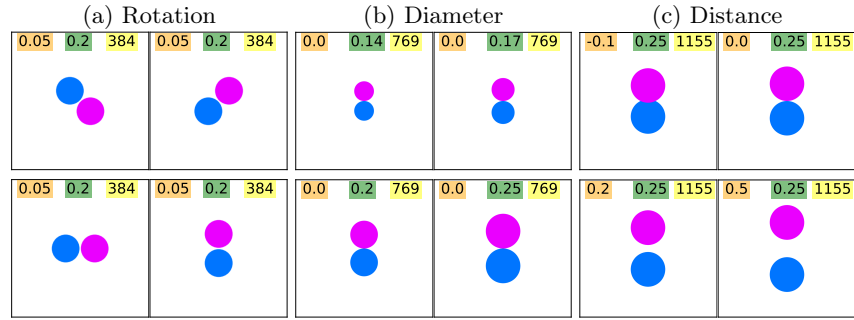 (a) Rotation (b) Diameter (c) Distance
0.05 0.2 384 0.05 0.2 384 0.0 0.14 769 0.0 0.17 769 -0.1 0.25 1155 0.0 0.25 1155
0.05 0.2 384 0.05 0.2 384 0.0 0.2 769 0.0 0.25 769 0.2 0.25 1155 0.5 0.25 1155